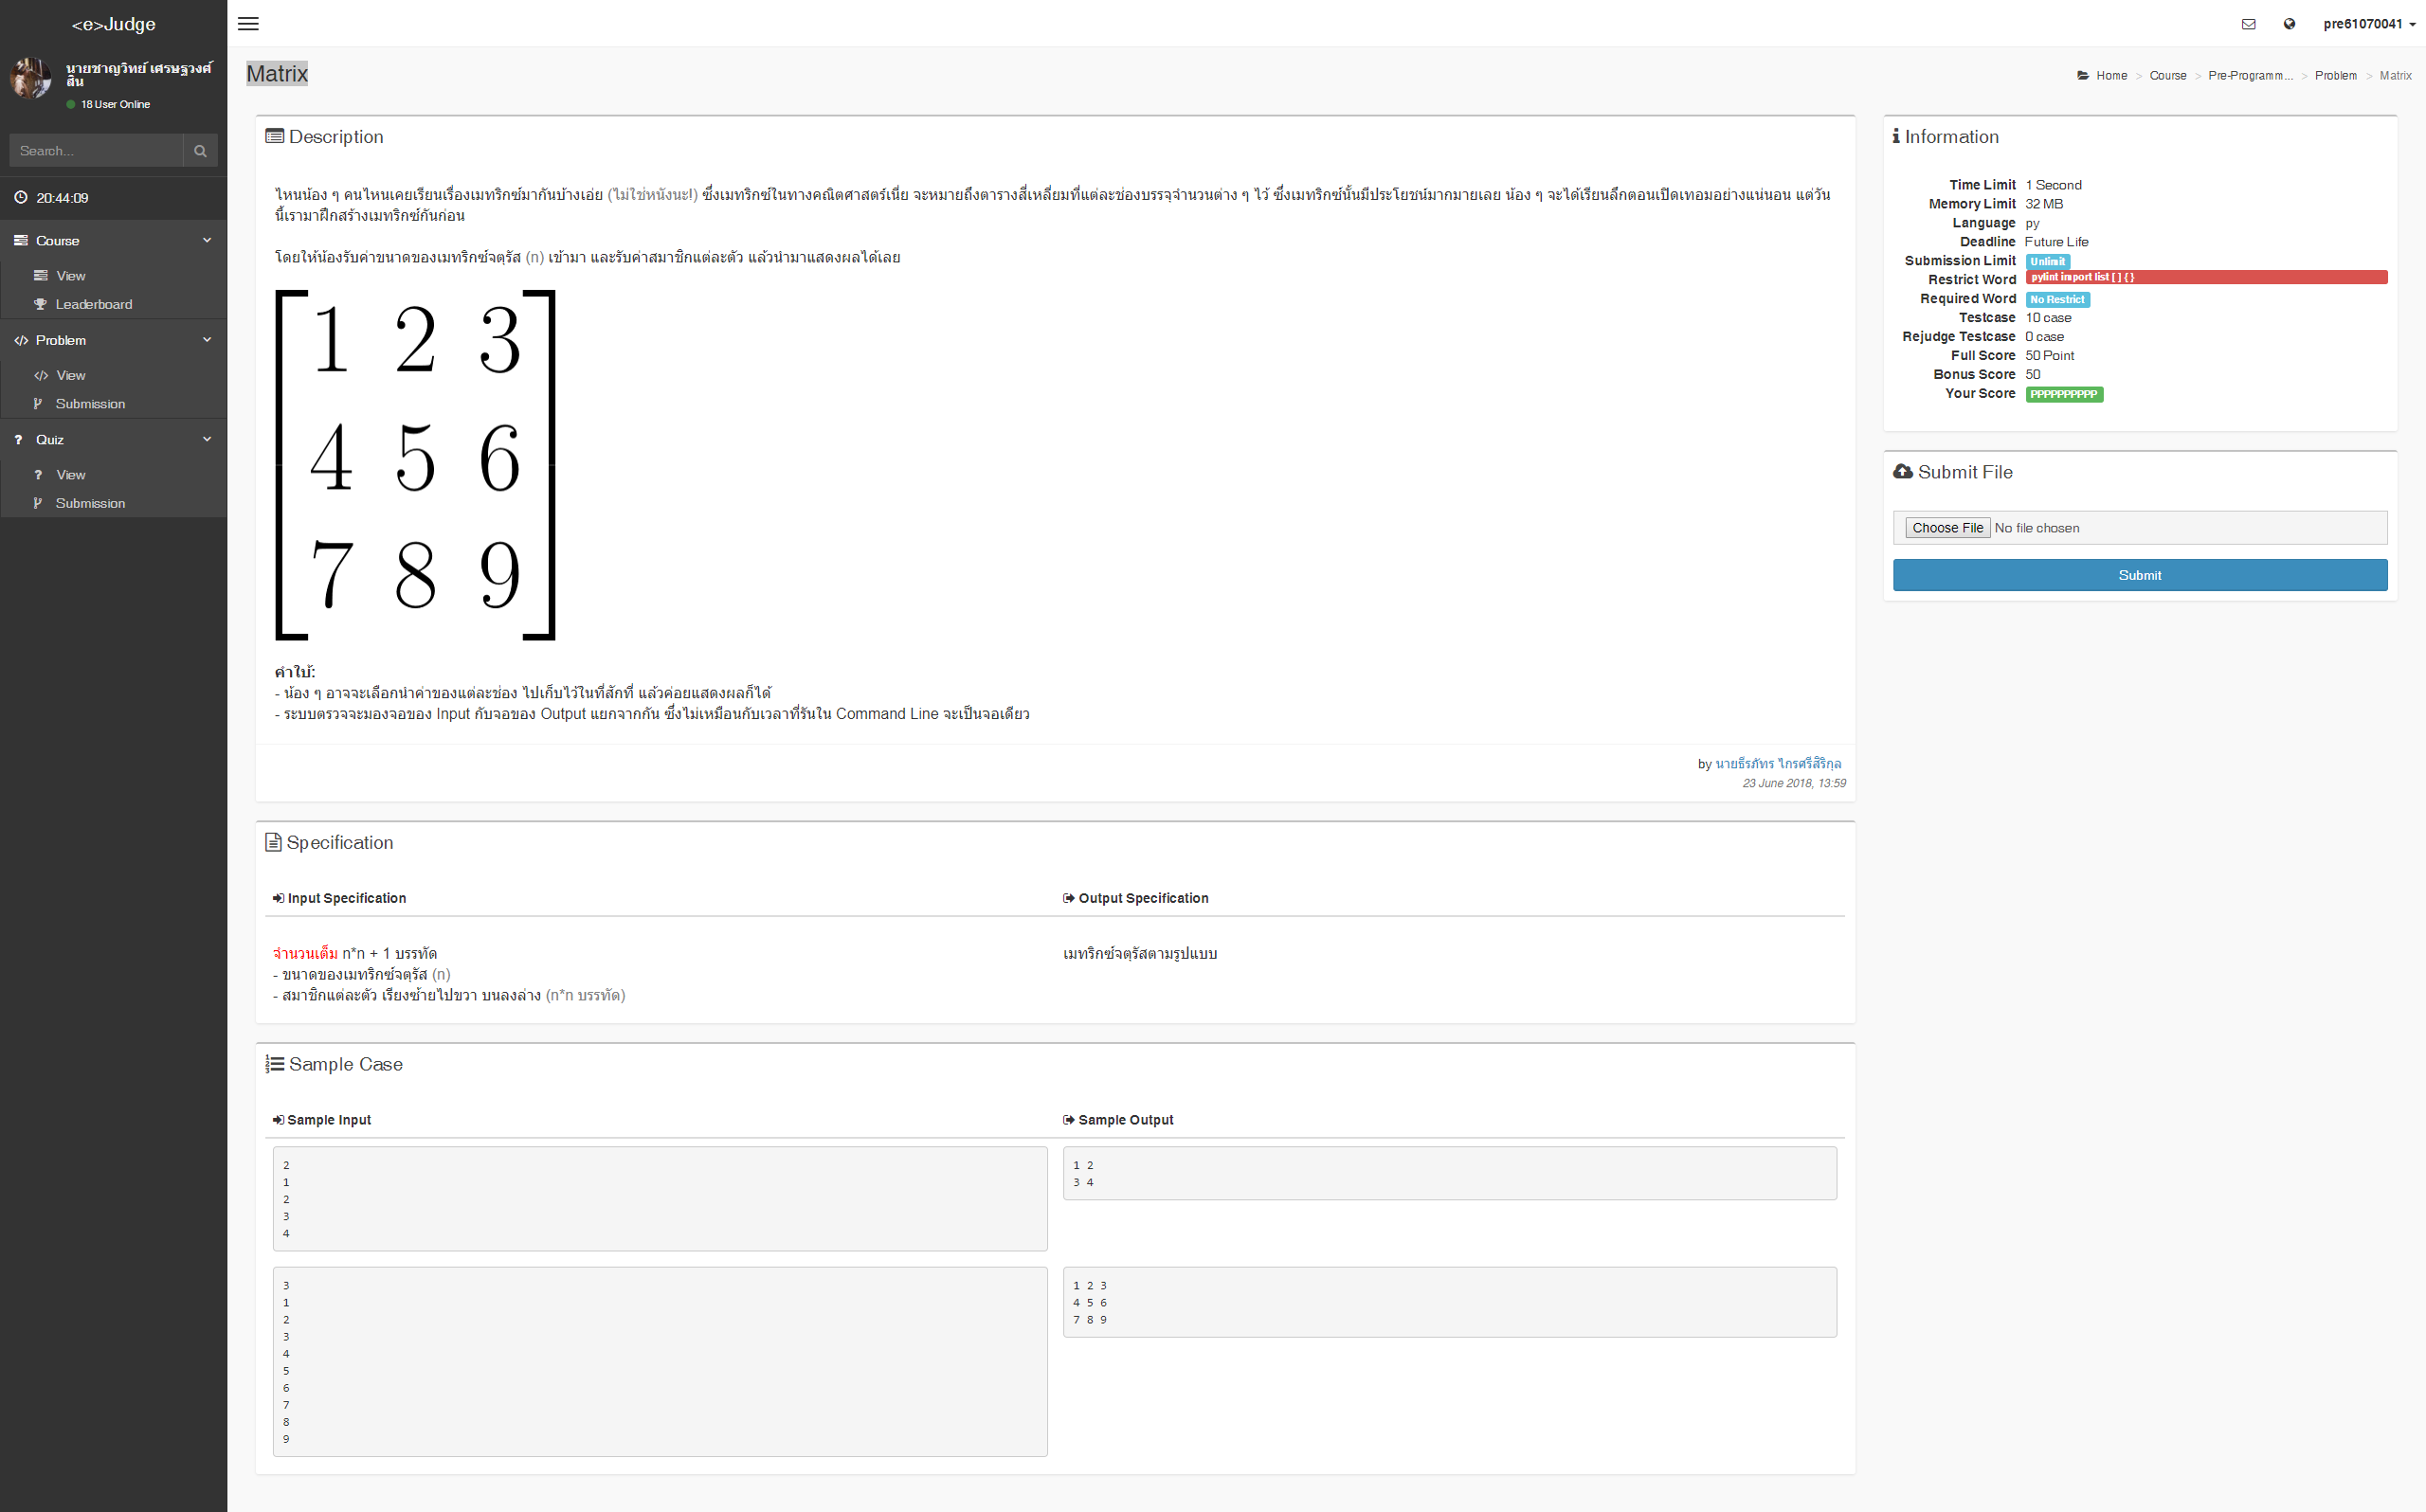 <e>Judge
pre61070041
นายชาญวิทย์ เศรษฐวงศ์
สิน
18 User Online
Search...
20:44:09
Course
View
Leaderboard
Problem
View
Submission
Quiz
View
Submission
Matrix
Home > Course > Pre-Programm... > Problem > Matrix
Description
ไหนน้อง ๆ คนไหนเคยเรียนเรื่องเมทริกซ์มากันบ้างเอ่ย (ไม่ใช่หนังนะ!) ซึ่งเมทริกซ์ในทางคณิตศาสตร์เนี่ย จะหมายถึงตารางสี่เหลี่ยมที่แต่ละช่องบรรจุจำนวนต่าง ๆ ไว้ ซึ่งเมทริกซ์นั้นมีประโยชน์มากมายเลย น้อง ๆ จะได้เรียนลึกตอนเปิดเทอมอย่างแน่นอน แต่วัน
นี้เรามาฝึกสร้างเมทริกซ์กันก่อน
โดยให้น้องรับค่าขนาดของเมทริกซ์จตุรัส (n) เข้ามา และรับค่าสมาชิกแต่ละตัว แล้วนำมาแสดงผลได้เลย
1 2 3
4 5 6
7 8 9
คำใบ้:
- น้อง ๆ อาจจะเลือกนำค่าของแต่ละช่อง ไปเก็บไว้ในที่สักที่ แล้วค่อยแสดงผลก็ได้
- ระบบตรวจจะมองจอของ Input กับจอของ Output แยกจากกัน ซึ่งไม่เหมือนกับเวลาที่รันใน Command Line จะเป็นจอเดียว
by นายธีรภัทร ไกรศรีสิริกุล
23 June 2018, 13:59
Specification
Input Specification
จำนวนเต็ม n*n + 1 บรรทัด
- ขนาดของเมทริกซ์จตุรัส (n)
- สมาชิกแต่ละตัว เรียงซ้ายไปขวา บนลงล่าง (n*n บรรทัด)
Output Specification
เมทริกซ์จตุรัสตามรูปแบบ
Sample Case
Sample Input
Sample Output
2
1
2
3
4
1 2
3 4
3
1
2
3
4
5
6
7
8
9
1 2 3
4 5 6
7 8 9
Information
Time Limit 1 Second
Memory Limit 32 MB
Language py
Deadline Future Life
Submission Limit Unlimit
Restrict Word pylint import list [ ] { }
Required Word No Restrict
Testcase 10 case
Rejudge Testcase 0 case
Full Score 50 Point
Bonus Score 50
Your Score PPPPPPPPPP
Submit File
Choose File No file chosen
Submit